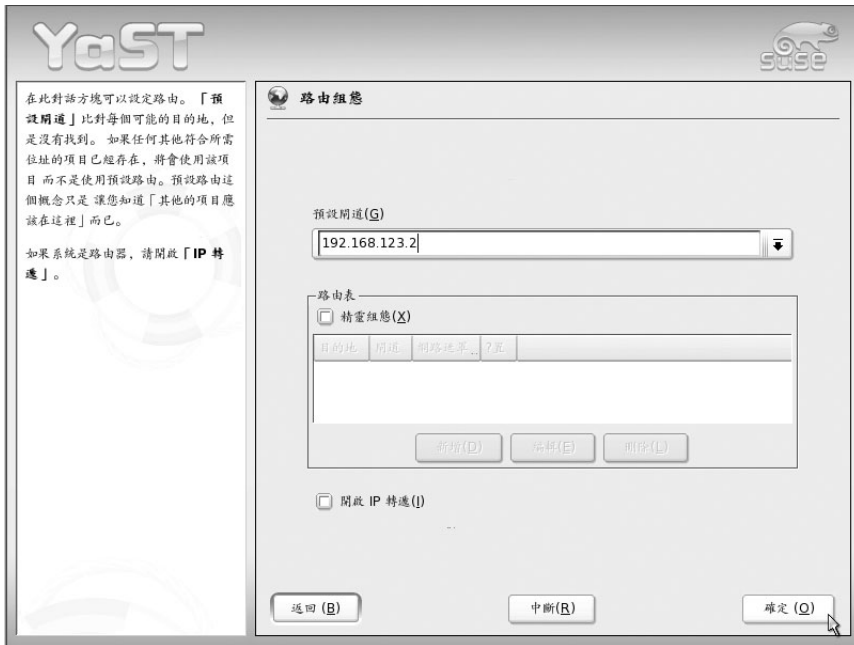 YaST
SUSE
在此對話方塊可以設定路由。「預
設閘道」比對每個可能的目的地，但
是沒有找到。 如果任何其他符合所需
位址的項目已經存在，將會使用該項
目 而不是使用預設路由。預設路由這
個概念只是 讓您知道「其他的項目應
該在這裡」而已。
如果系統是路由器，請開啟「IP 轉
遞」。
路由組態
預設閘道(G)
192.168.123.2
路由表
精靈組態(X)
目的地 閘道 網路遮罩..
新增(D) 編輯(E) 刪除(L)
開啟 IP 轉遞(I)
返回 (B) 中斷(R) 確定 (O)